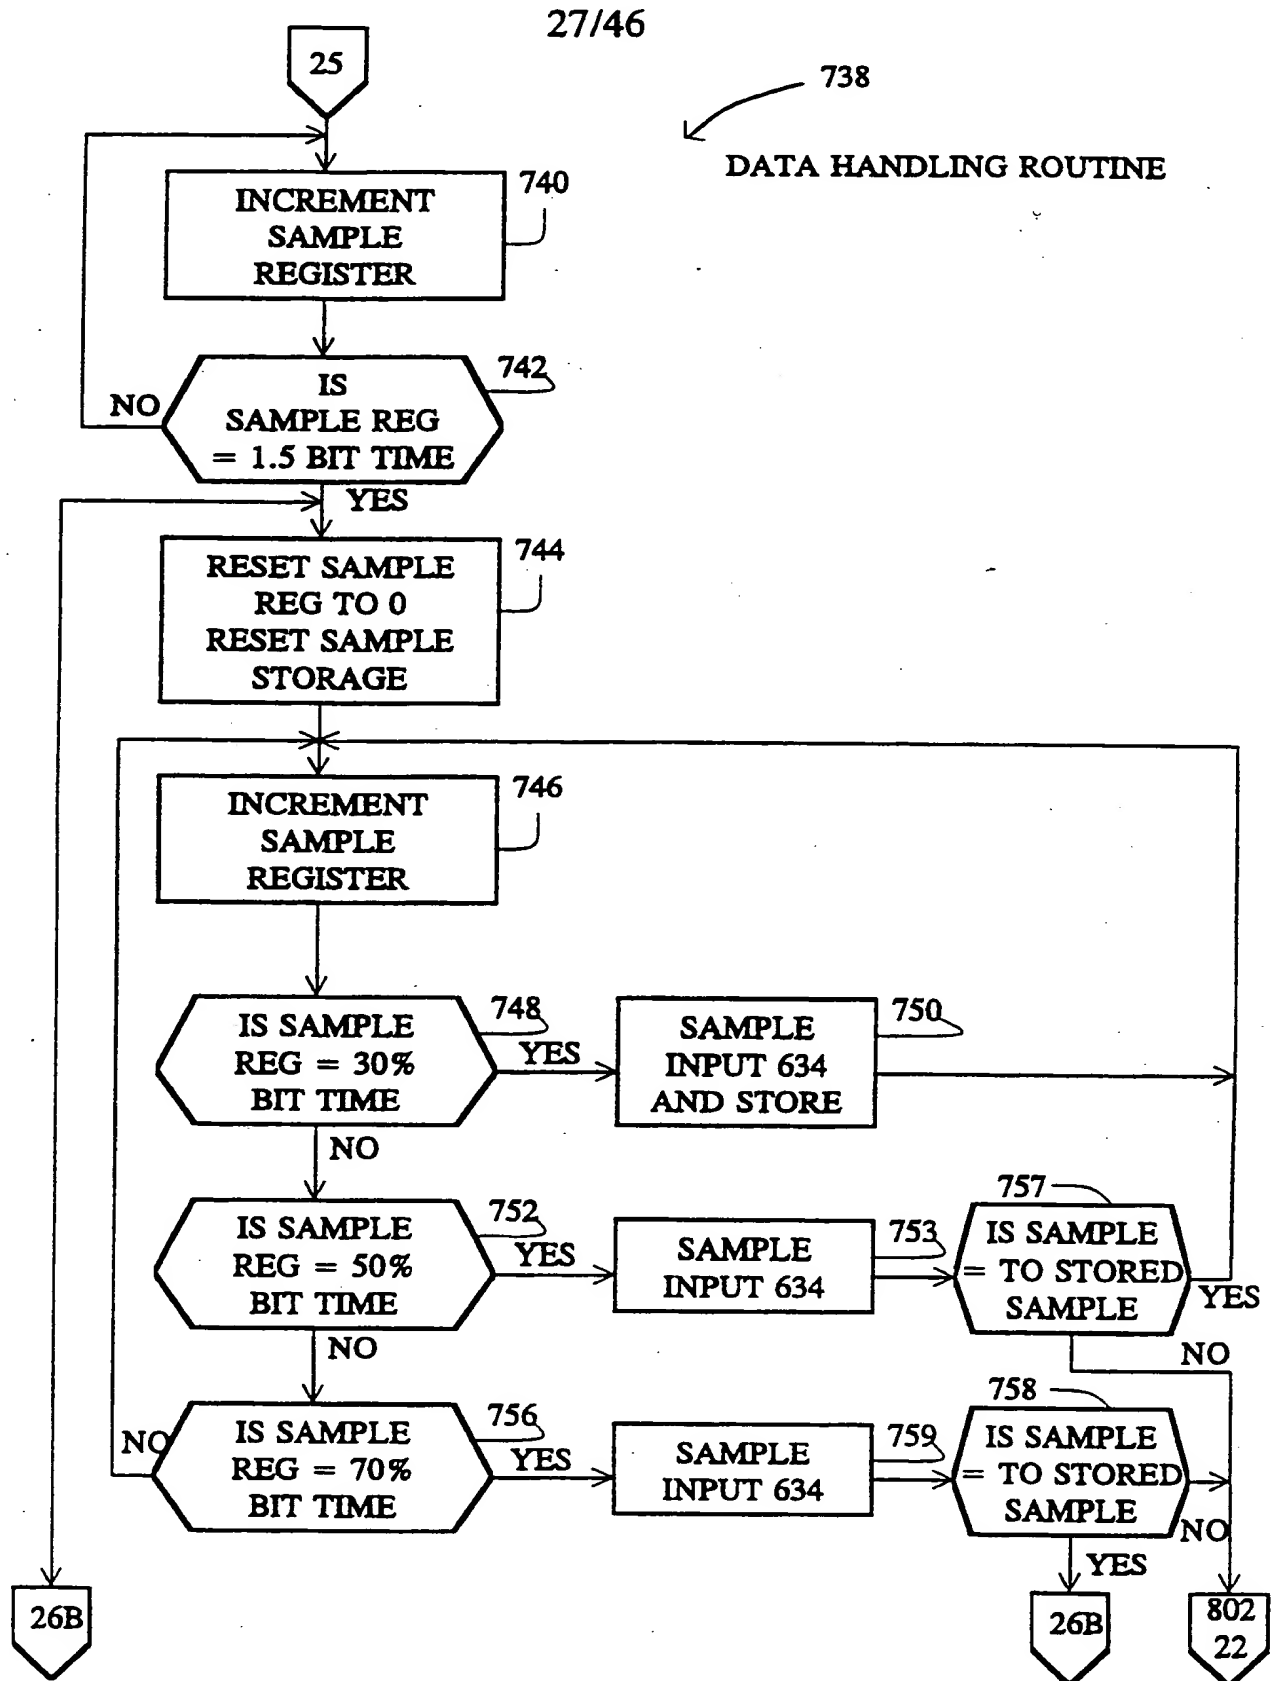 27/46
25
738
DATA HANDLING ROUTINE
740
INCREMENT
SAMPLE
REGISTER
742
IS
SAMPLE REG
= 1.5 BIT TIME
NO
YES
744
RESET SAMPLE
REG TO 0
RESET SAMPLE
STORAGE
746
INCREMENT
SAMPLE
REGISTER
748
IS SAMPLE
REG = 30%
BIT TIME
YES
NO
750
SAMPLE
INPUT 634
AND STORE
752
IS SAMPLE
REG = 50%
BIT TIME
YES
NO
753
SAMPLE
INPUT 634
757
IS SAMPLE
= TO STORED
SAMPLE
YES
NO
756
IS SAMPLE
REG = 70%
BIT TIME
NO
YES
759
SAMPLE
INPUT 634
758
IS SAMPLE
= TO STORED
SAMPLE
NO
YES
26B
26B
802
22